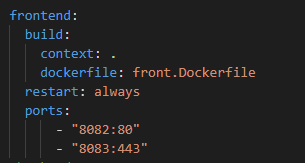 frontend:
  build:
    context: .
    dockerfile: front.Dockerfile
  restart: always
  ports:
      - "8082:80"
      - "8083:443"